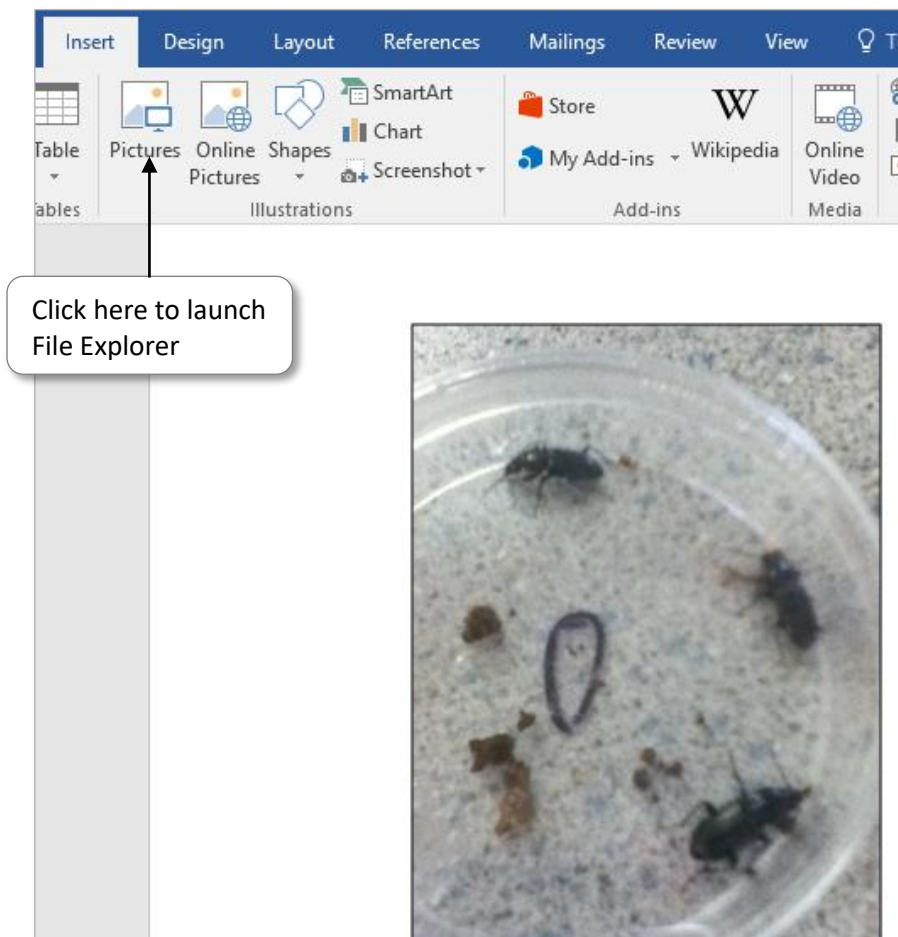 Insert Design Layout References Mailings Review View
SmartArt
Store W
Chart
Table Pictures Online Shapes My Add-ins Wikipedia Online
Pictures Screenshot Video
Illustrations Add-ins Media
Click here to launch
File Explorer